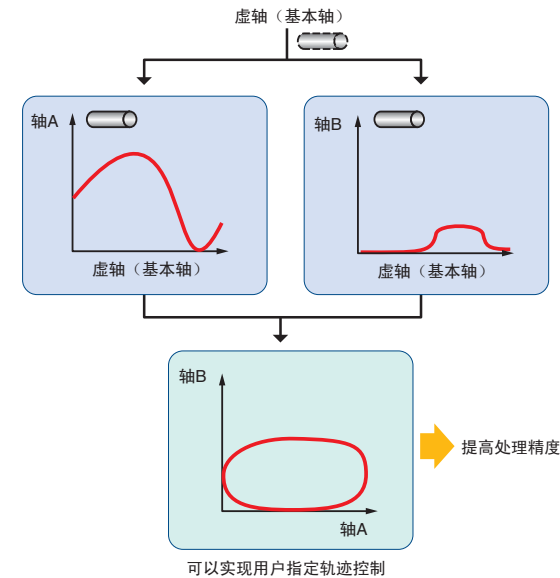 虚轴（基本轴）
轴A
虚轴（基本轴）
轴B
虚轴（基本轴）
轴B
轴A
提高处理精度
可以实现用户指定轨迹控制